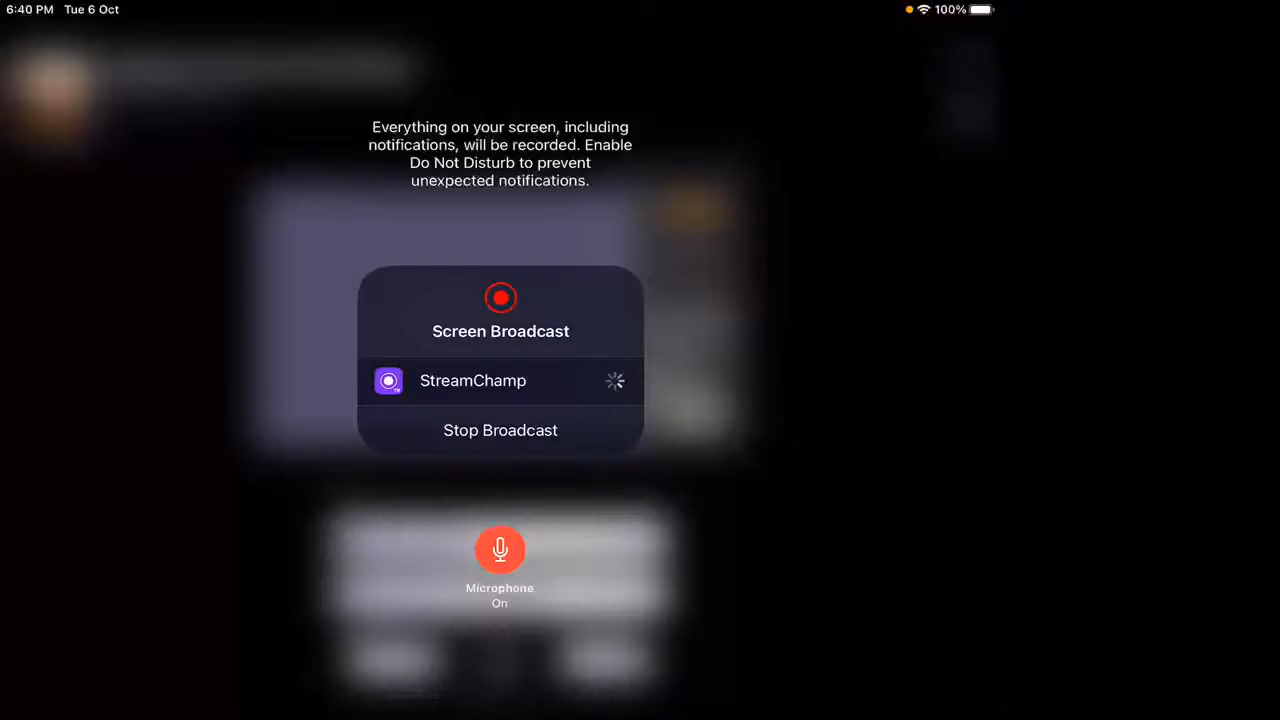 6:40 PM Tue 6 Oct
100%
Everything on your screen, including
notifications, will be recorded. Enable
Do Not Disturb to prevent
unexpected notifications.
Screen Broadcast
StreamChamp
Stop Broadcast
Microphone
On